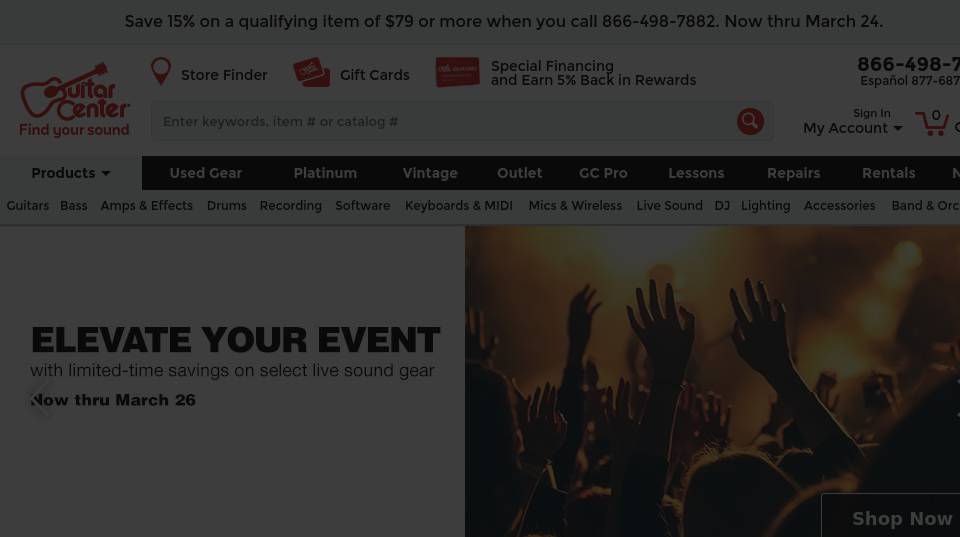 Save 15% on a qualifying item of $79 or more when you call 866-498-7882. Now thru March 24.
Guitar Center
Find your sound
Store Finder
Gift Cards
Special Financing
and Earn 5% Back in Rewards
866-498-7
Español 877-687
Enter keywords, item # or catalog #
Sign In
My Account
0
Products
Used Gear
Platinum
Vintage
Outlet
GC Pro
Lessons
Repairs
Rentals
Guitars
Bass
Amps & Effects
Drums
Recording
Software
Keyboards & MIDI
Mics & Wireless
Live Sound
DJ
Lighting
Accessories
Band & Orc
ELEVATE YOUR EVENT
with limited-time savings on select live sound gear
Now thru March 26
Shop Now